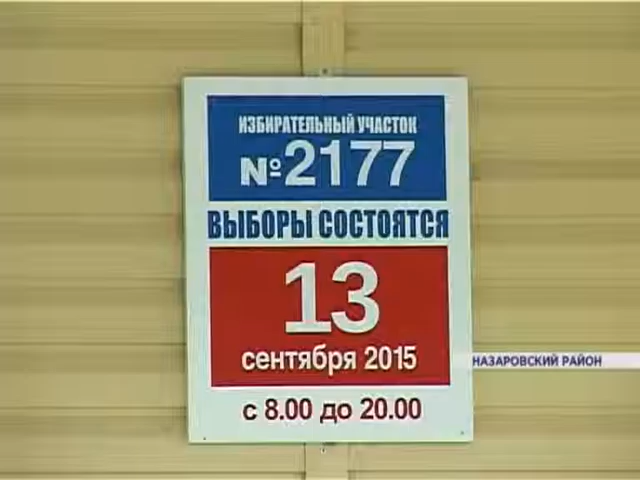 ИЗБИРАТЕЛЬНЫЙ УЧАСТОК
№2177
ВЫБОРЫ СОСТОЯТСЯ
13
сентября 2015
с 8.00 до 20.00
НАЗАРОВСКИЙ РАЙОН